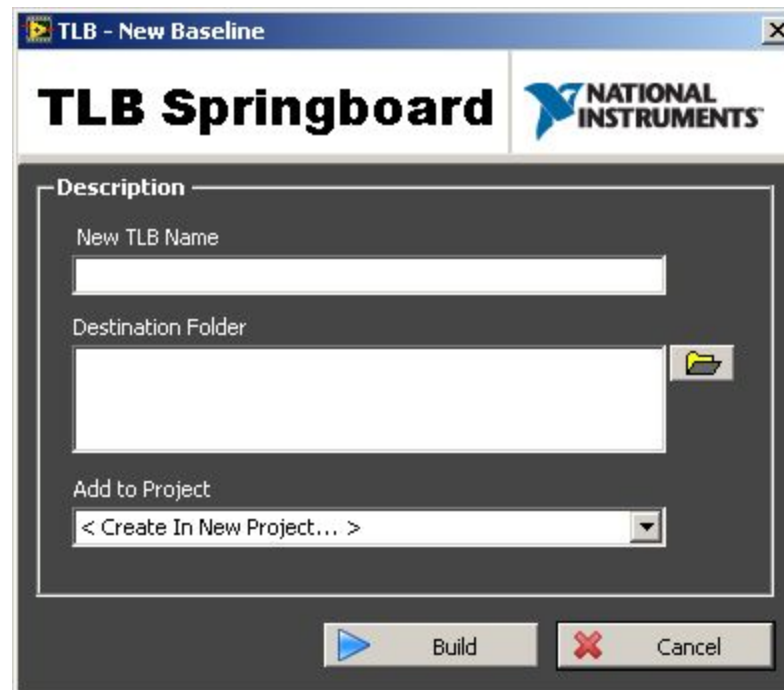 TLB - New Baseline
TLB Springboard
NATIONAL
INSTRUMENTS™
Description
New TLB Name
Destination Folder
Add to Project
< Create In New Project... >
Build
Cancel